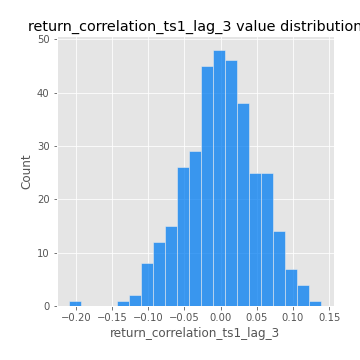 return_correlation_ts1_lag_3 value distribution
50
40
30
20
10
0
Count
−0.20 −0.15 −0.10 −0.05 0.00 0.05 0.10 0.15
return_correlation_ts1_lag_3